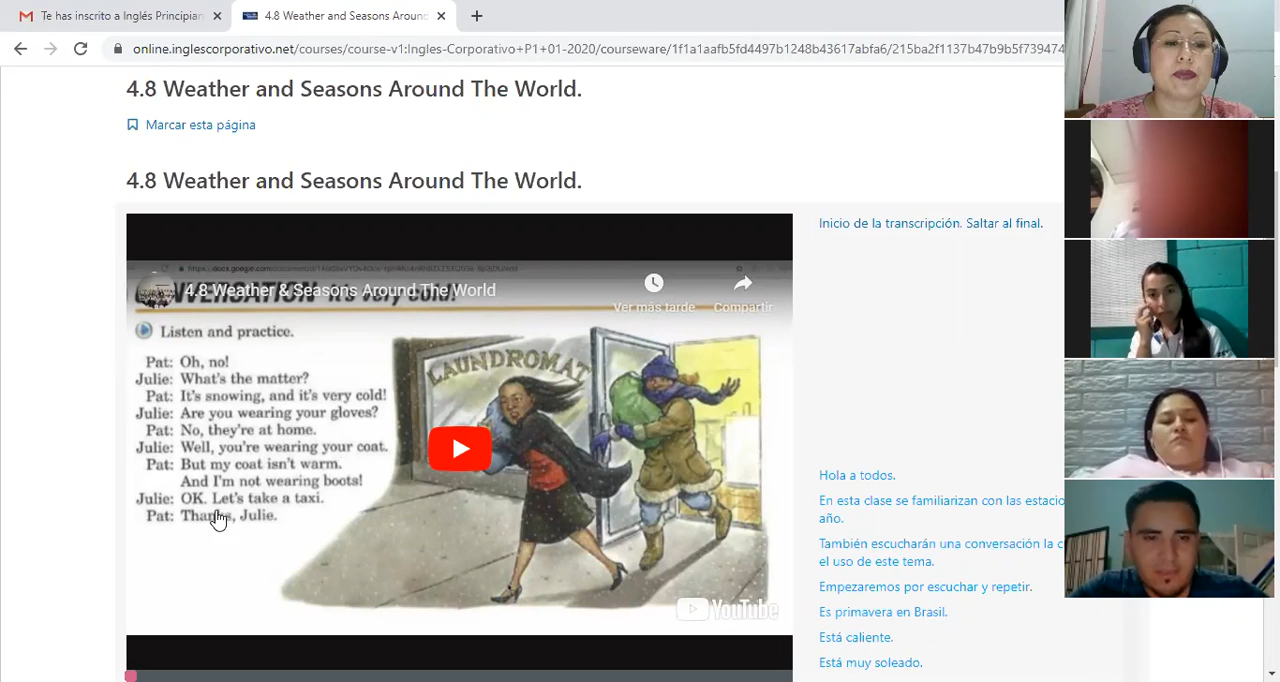 Te has inscrito a Inglés Principian
4.8 Weather and Seasons Around
online.inglescorporativo.net/courses/course-v1:Ingles-Corporativo+P1+01-2020/courseware/1f1a1aafb5fd4497b1248b43617abfa6/215ba2f1137b47b9b5f739474
4.8 Weather and Seasons Around The World.
Marcar esta página
4.8 Weather and Seasons Around The World.
4.8 Weather & Seasons Around The World
Ver más tarde
Compartir
Listen and practice.
Pat: Oh, no!
Julie: What's the matter?
Pat: It's snowing, and it's very cold!
Julie: Are you wearing your gloves?
Pat: No, they're at home.
Julie: Well, you're wearing your coat.
Pat: But my coat isn't warm.
And I'm not wearing boots!
Julie: OK. Let's take a taxi.
Pat: Thanks, Julie.
LAUNDROMAT
YouTube
Inicio de la transcripción. Saltar al final.
Hola a todos.
En esta clase se familiarizan con las estacio
año.
También escucharán una conversación la c
el uso de este tema.
Empezaremos por escuchar y repetir.
Es primavera en Brasil.
Está caliente.
Está muy soleado.